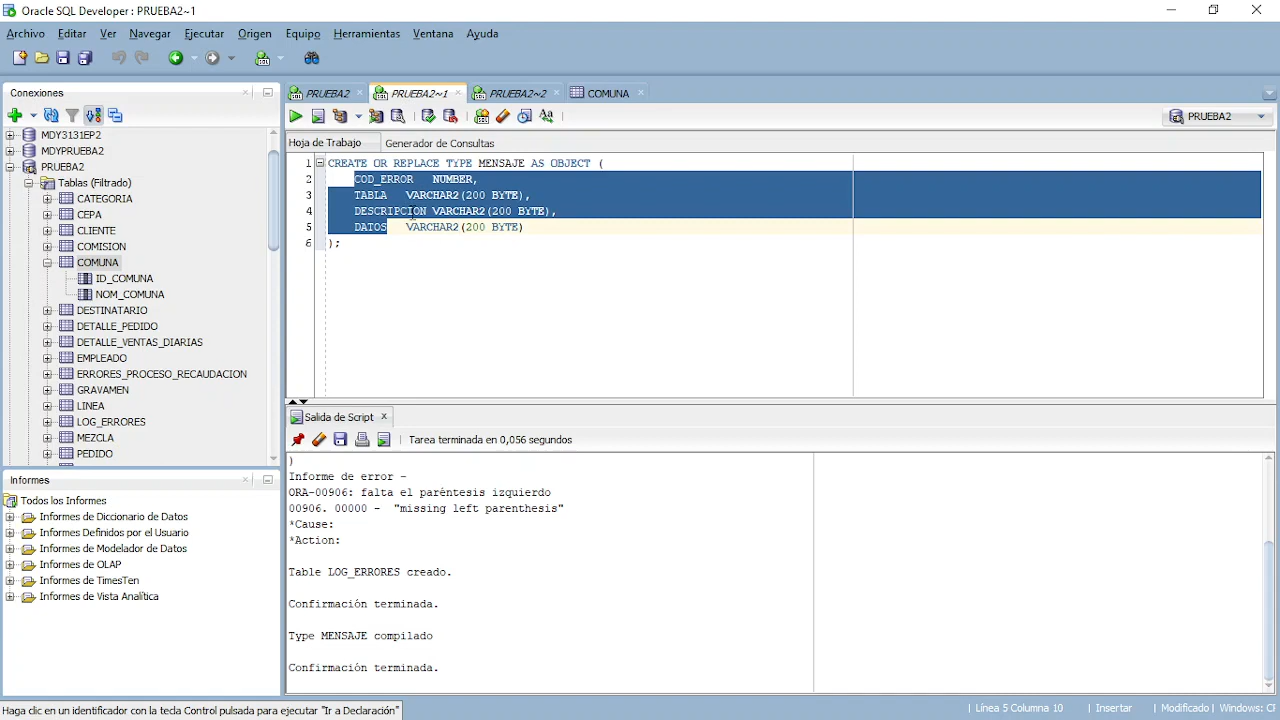 Oracle SQL Developer : PRUEBA2~1
Archivo Editar Ver Navegar Ejecutar Origen Equipo Herramientas Ventana Ayuda
Conexiones
MDY3131EP2
MDYPRUEBA2
PRUEBA2
Tablas (Filtrado)
CATEGORIA
CEPA
CLIENTE
COMISION
COMUNA
ID_COMUNA
NOM_COMUNA
DESTINATARIO
DETALLE_PEDIDO
DETALLE_VENTAS_DIARIAS
EMPLEADO
ERRORES_PROCESO_RECAUDACION
GRAVAMEN
LINEA
LOG_ERRORES
MEZCLA
PEDIDO
Informes
Todos los Informes
Informes de Diccionario de Datos
Informes Definidos por el Usuario
Informes de Modelador de Datos
Informes de OLAP
Informes de TimesTen
Informes de Vista Analítica
PRUEBA2 PRUEBA2~1 PRUEBA2~2 COMUNA
PRUEBA2
Hoja de Trabajo Generador de Consultas
1 CREATE OR REPLACE TYPE MENSAJE AS OBJECT (
2 COD_ERROR NUMBER,
3 TABLA VARCHAR2(200 BYTE),
4 DESCRIPCION VARCHAR2(200 BYTE),
5 DATOS VARCHAR2(200 BYTE)
6 );
Salida de Script
Tarea terminada en 0,056 segundos
)
Informe de error -
ORA-00906: falta el paréntesis izquierdo
00906. 00000 - "missing left parenthesis"
*Cause:
*Action:
Table LOG_ERRORES creado.
Confirmación terminada.
Type MENSAJE compilado
Confirmación terminada.
Haga clic en un identificador con la tecla Control pulsada para ejecutar "Ir a Declaración"
Línea 5 Columna 10 Insertar Modificado Windows: CF